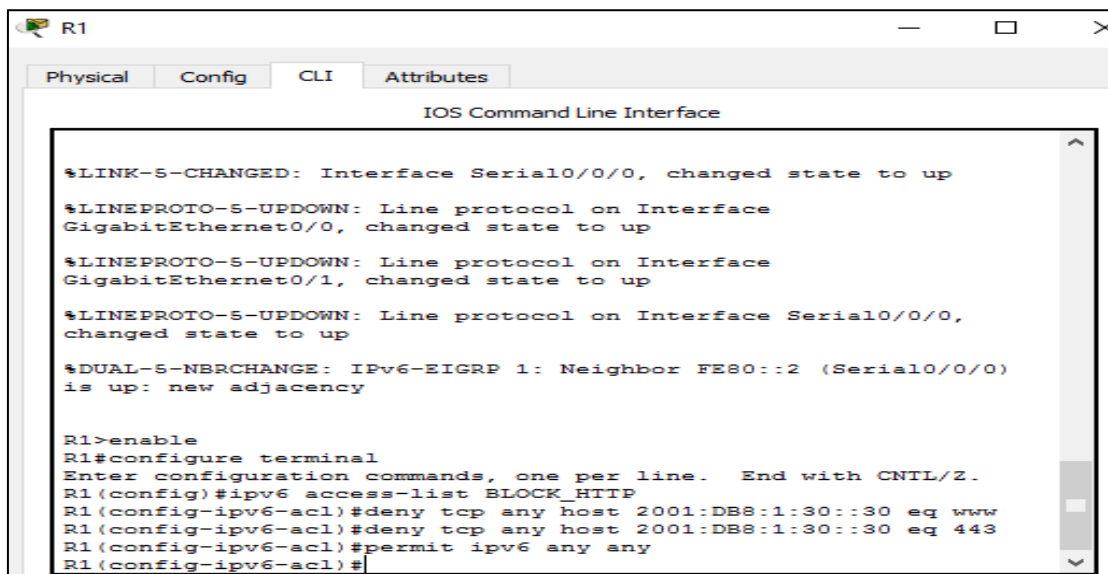 R1
Physical Config CLI Attributes
IOS Command Line Interface
%LINK-5-CHANGED: Interface Serial0/0/0, changed state to up
%LINEPROTO-5-UPDOWN: Line protocol on Interface
GigabitEthernet0/0, changed state to up
%LINEPROTO-5-UPDOWN: Line protocol on Interface
GigabitEthernet0/1, changed state to up
%LINEPROTO-5-UPDOWN: Line protocol on Interface Serial0/0/0,
changed state to up
%DUAL-5-NBRCHANGE: IPv6-EIGRP 1: Neighbor FE80::2 (Serial0/0/0)
is up: new adjacency
R1>enable
R1#configure terminal
Enter configuration commands, one per line. End with CNTL/Z.
R1(config)#ipv6 access-list BLOCK_HTTP
R1(config-ipv6-acl)#deny tcp any host 2001:DB8:1:30::30 eq www
R1(config-ipv6-acl)#deny tcp any host 2001:DB8:1:30::30 eq 443
R1(config-ipv6-acl)#permit ipv6 any any
R1(config-ipv6-acl)#